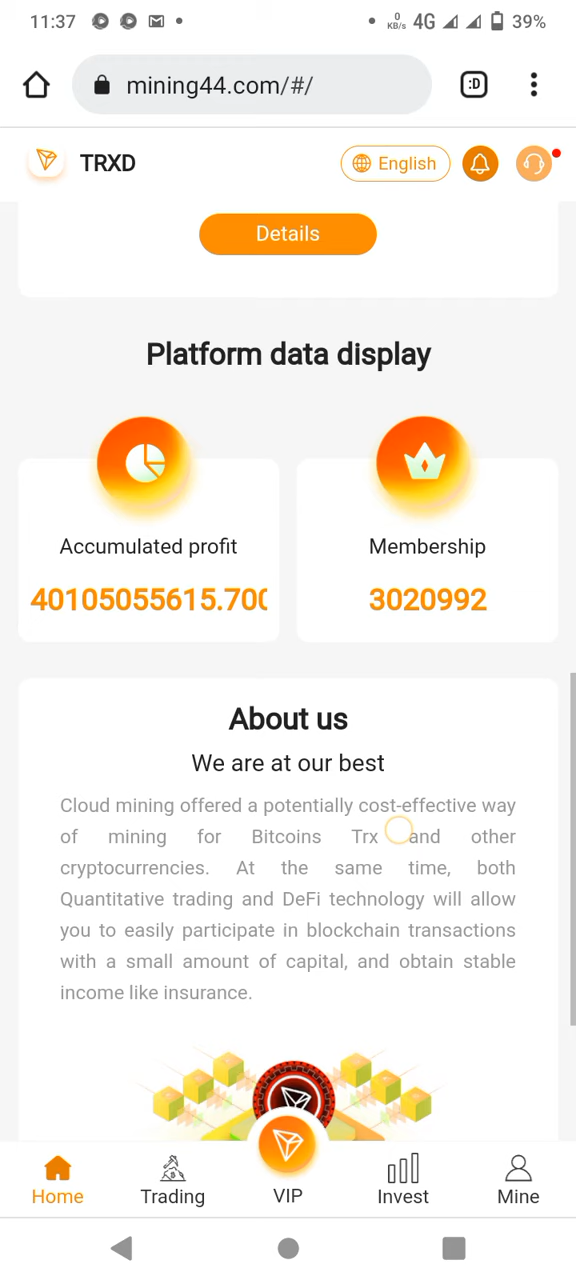 11:37 0 KB/s 4G 39%
mining44.com/#/ :D
TRXD English
Details
Platform data display
Accumulated profit Membership
40105055615.700 3020992
About us
We are at our best
Cloud mining offered a potentially cost-effective way
of mining for Bitcoins Trx and other
cryptocurrencies. At the same time, both
Quantitative trading and DeFi technology will allow
you to easily participate in blockchain transactions
with a small amount of capital, and obtain stable
income like insurance.
Home Trading VIP Invest Mine